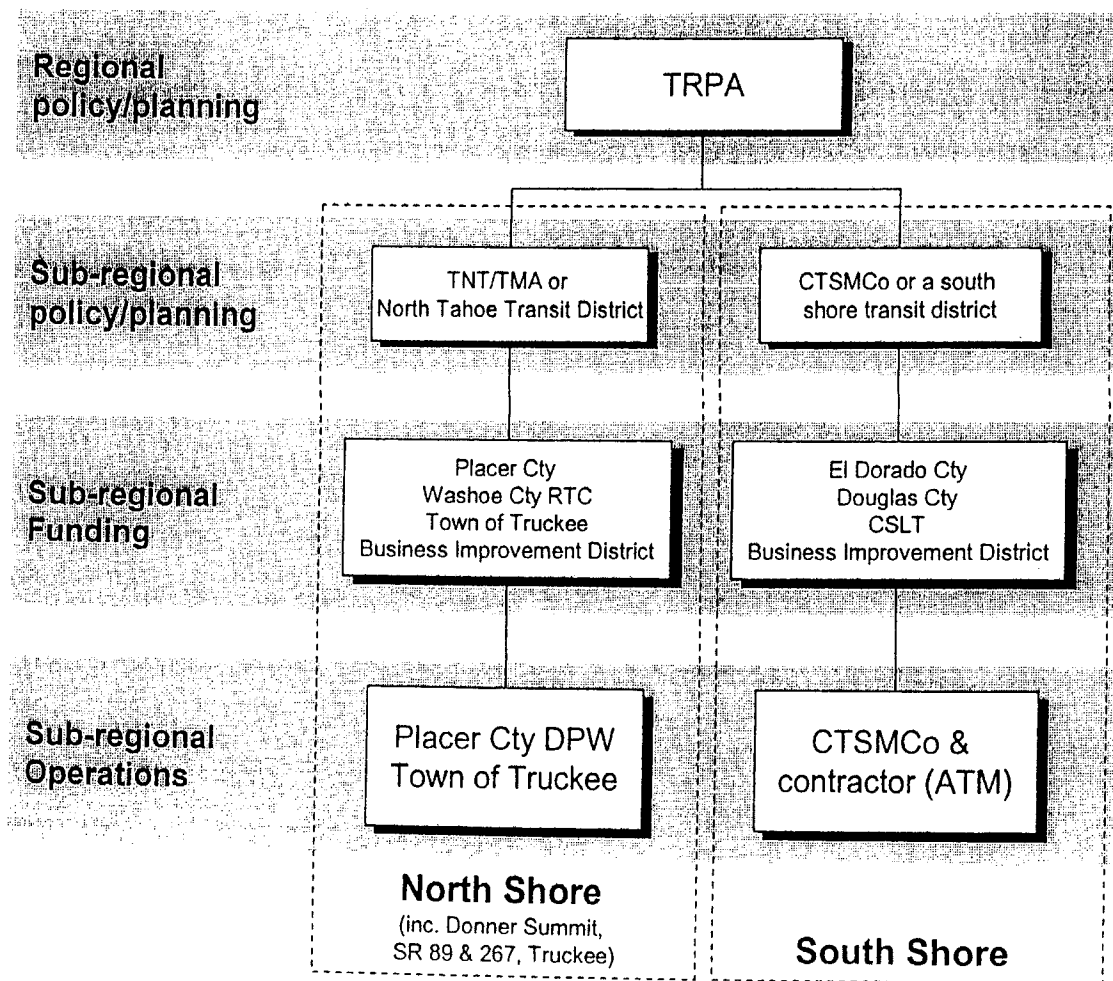 Regional
policy/planning
TRPA
Sub-regional
policy/planning
TNT/TMA or
North Tahoe Transit District
CTSMCo or a south
shore transit district
Sub-regional
Funding
Placer Cty
Washoe Cty RTC
Town of Truckee
Business Improvement District
El Dorado Cty
Douglas Cty
CSLT
Business Improvement District
Sub-regional
Operations
Placer Cty DPW
Town of Truckee
CTSMCo &
contractor (ATM)
North Shore
(inc. Donner Summit,
SR 89 & 267, Truckee)
South Shore